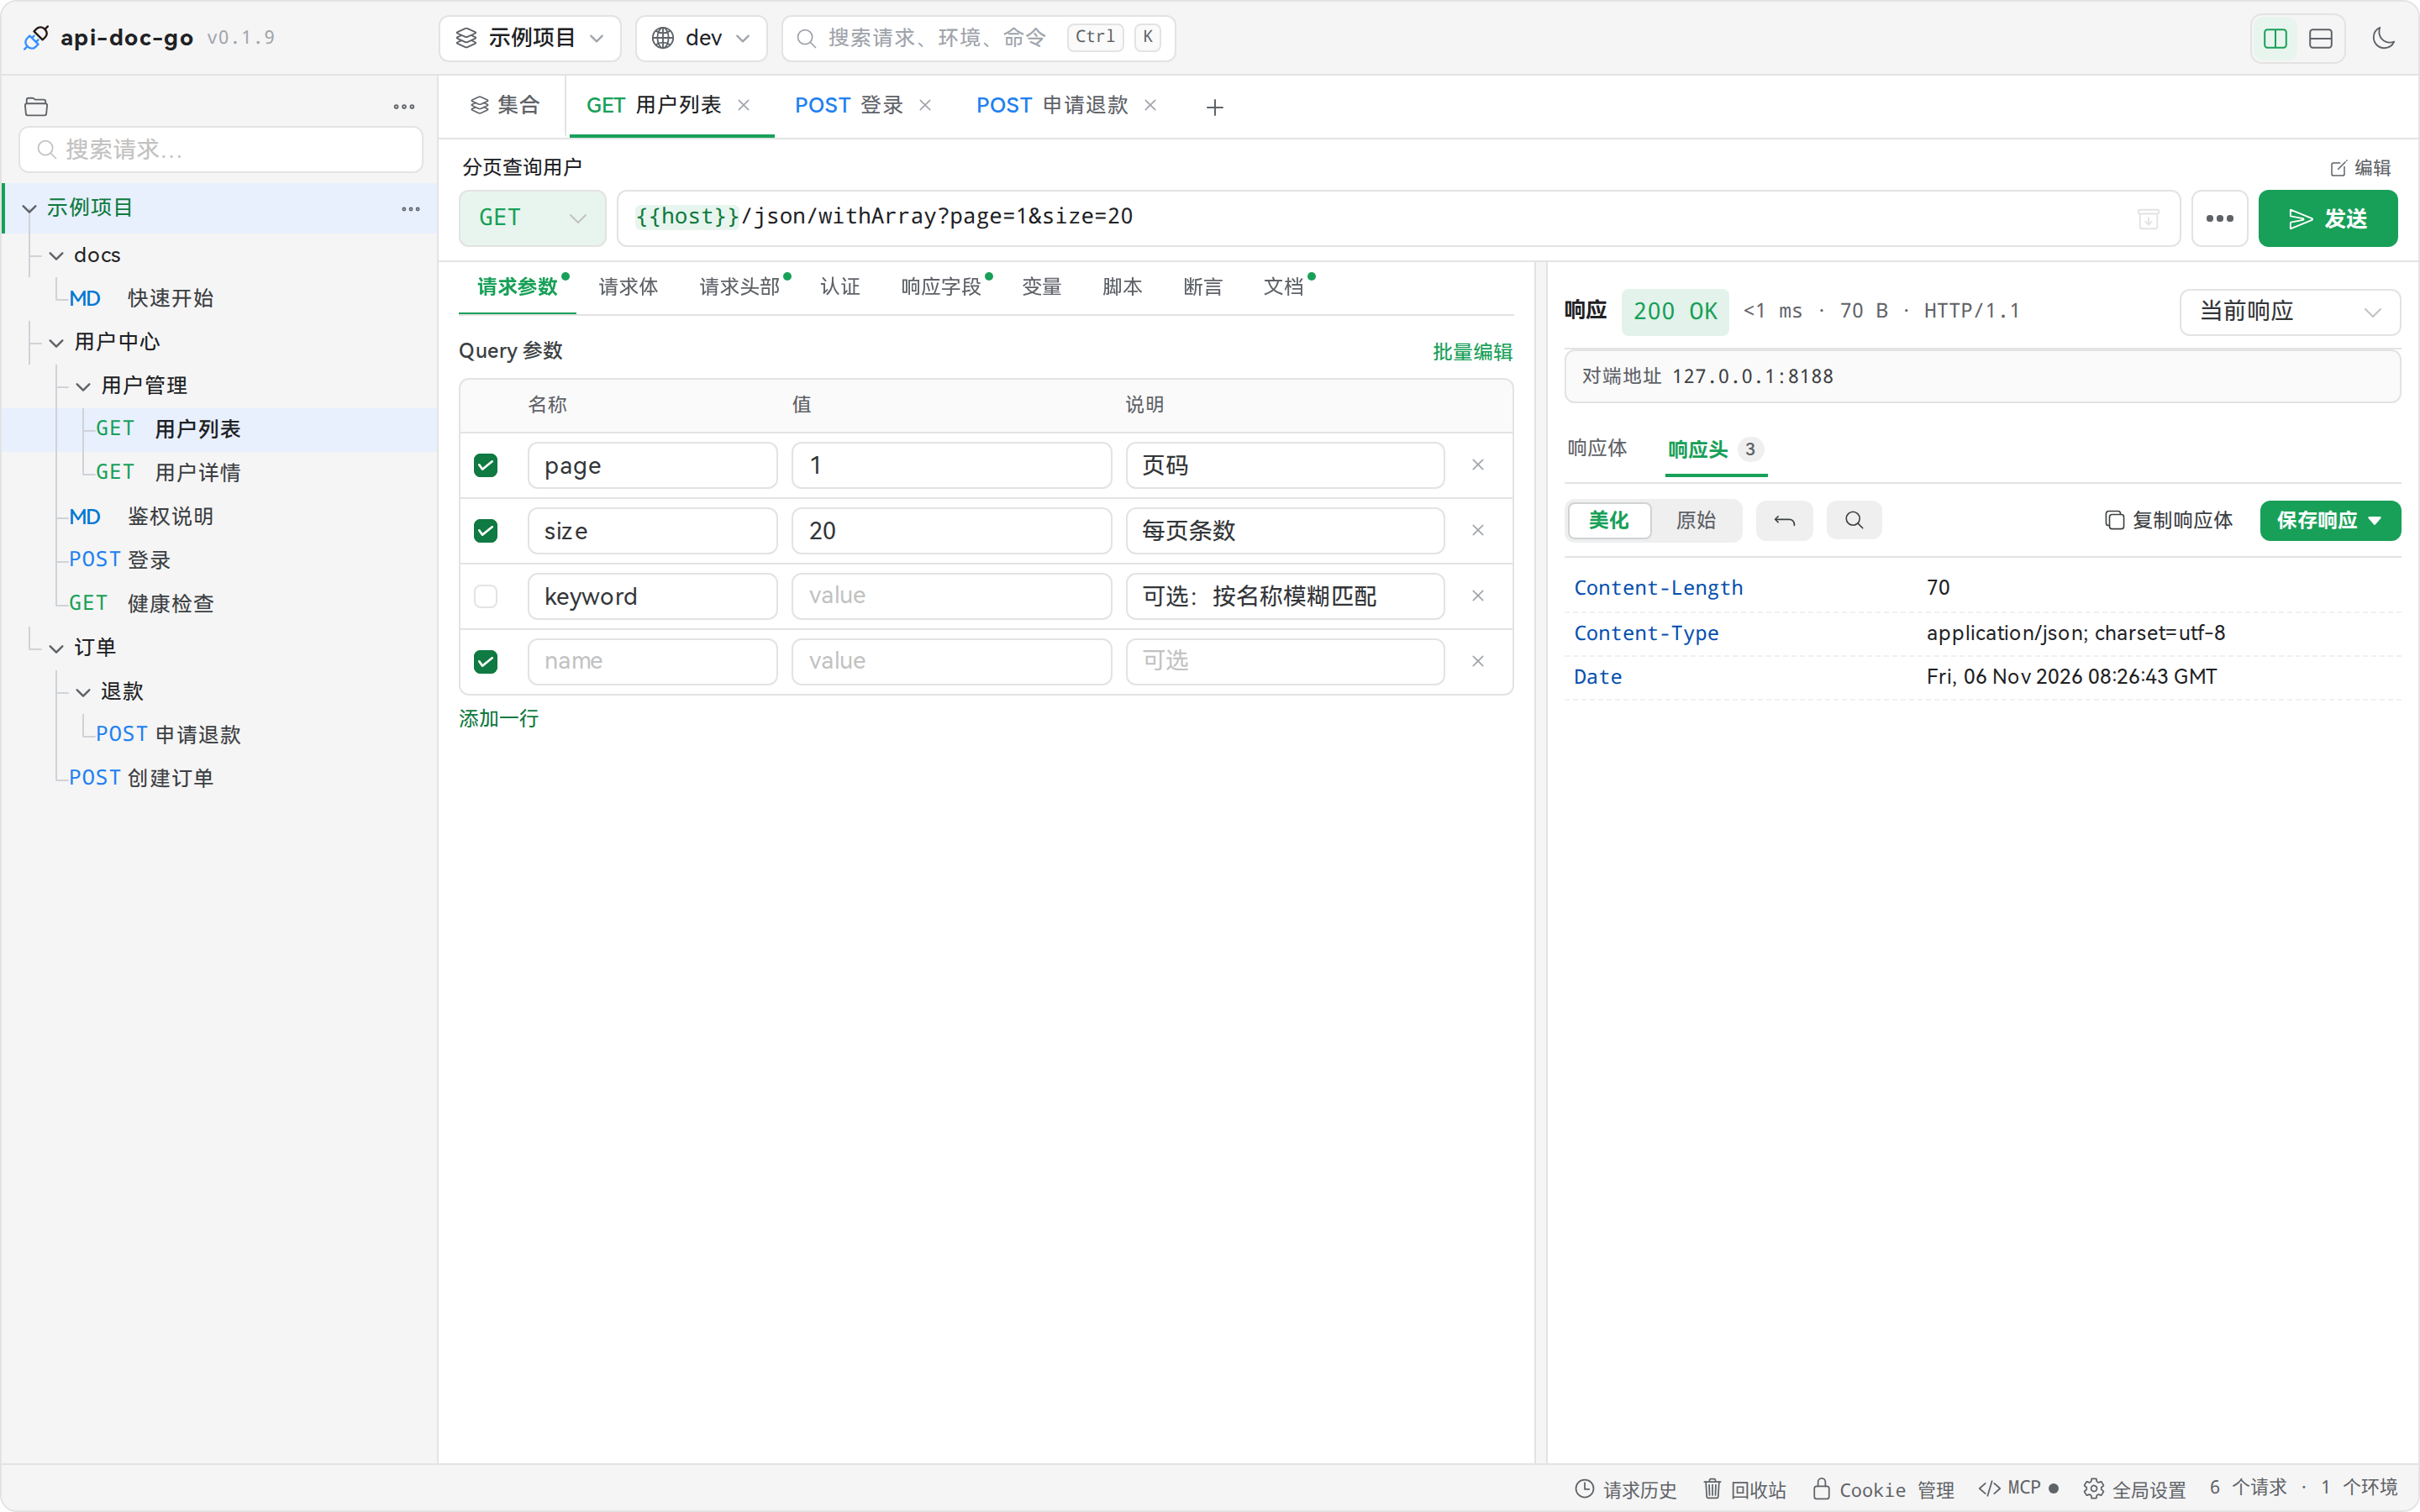 api-doc-go v0.1.9
示例项目
dev
搜索请求、环境、命令 Ctrl K
搜索请求...
示例项目
docs
MD 快速开始
用户中心
用户管理
GET 用户列表
GET 用户详情
MD 鉴权说明
POST 登录
GET 健康检查
订单
退款
POST 申请退款
POST 创建订单
集合
GET 用户列表
POST 登录
POST 申请退款
分页查询用户
编辑
GET
{{host}}/json/withArray?page=1&size=20
发送
请求参数 请求体 请求头部 认证 响应字段 变量 脚本 断言 文档
Query 参数
批量编辑
名称 值 说明
page 1 页码
size 20 每页条数
keyword value 可选：按名称模糊匹配
name value 可选
添加一行
响应 200 OK <1 ms · 70 B · HTTP/1.1
当前响应
对端地址 127.0.0.1:8188
响应体 响应头 3
美化 原始
复制响应体
保存响应
Content-Length 70
Content-Type application/json; charset=utf-8
Date Fri, 06 Nov 2026 08:26:43 GMT
请求历史 回收站 Cookie 管理 </> MCP 全局设置 6 个请求 · 1 个环境